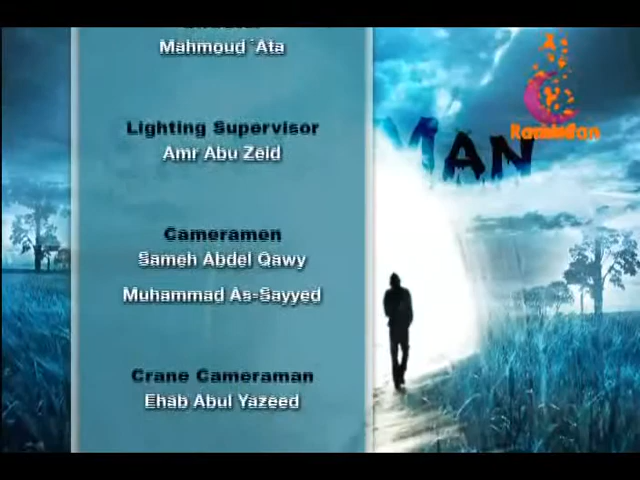 Mahmoud `Ata
Lighting Supervisor
Amr Abu Zeid
Cameramen
Sameh Abdel Qawy
Muhammad As-Sayyed
Crane Cameraman
Ehab Abul Yazeed
MAN